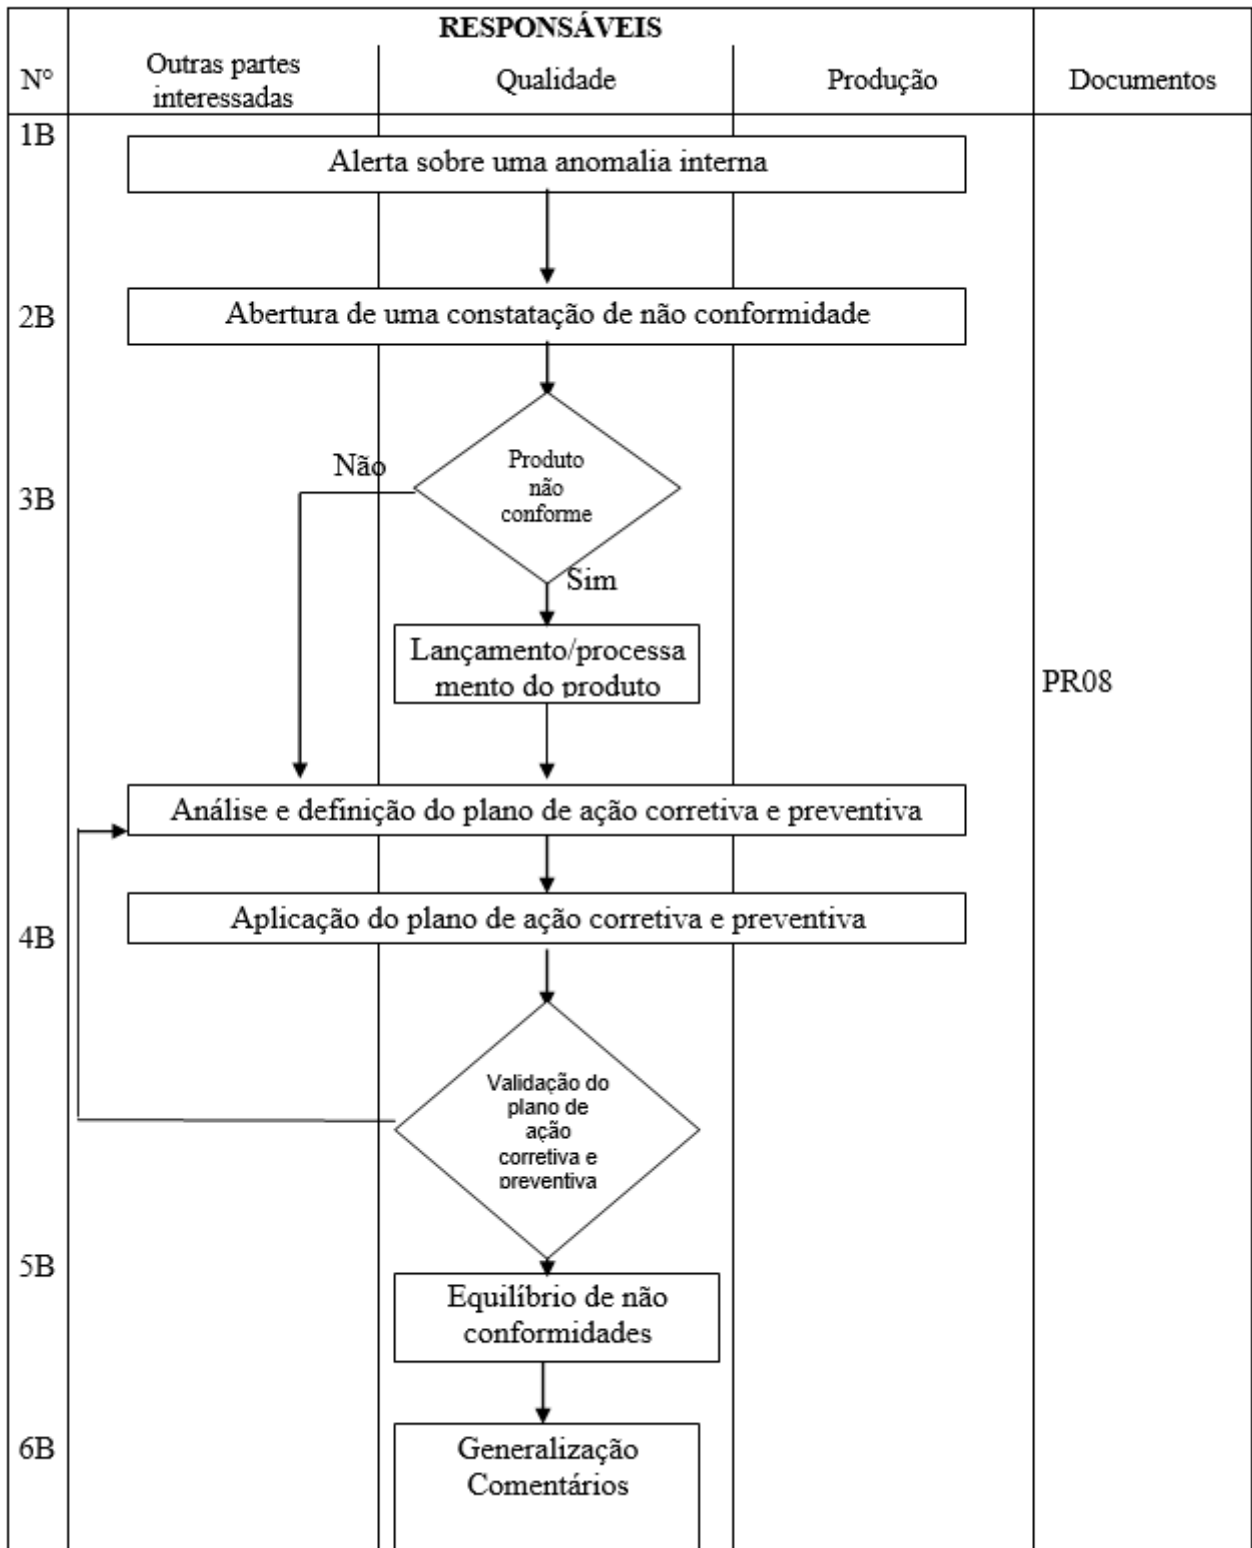 RESPONSÁVEIS
N°
Outras partes
interessadas
Qualidade
Produção
Documentos
1B
Alerta sobre uma anomalia interna
2B
Abertura de uma constatação de não conformidade
3B
Não
Produto
não
conforme
Sim
Lançamento/processa
mento do produto
PR08
Análise e definição do plano de ação corretiva e preventiva
4B
Aplicação do plano de ação corretiva e preventiva
Validação do
plano de
ação
corretiva e
preventiva
5B
Equilíbrio de não
conformidades
6B
Generalização
Comentários